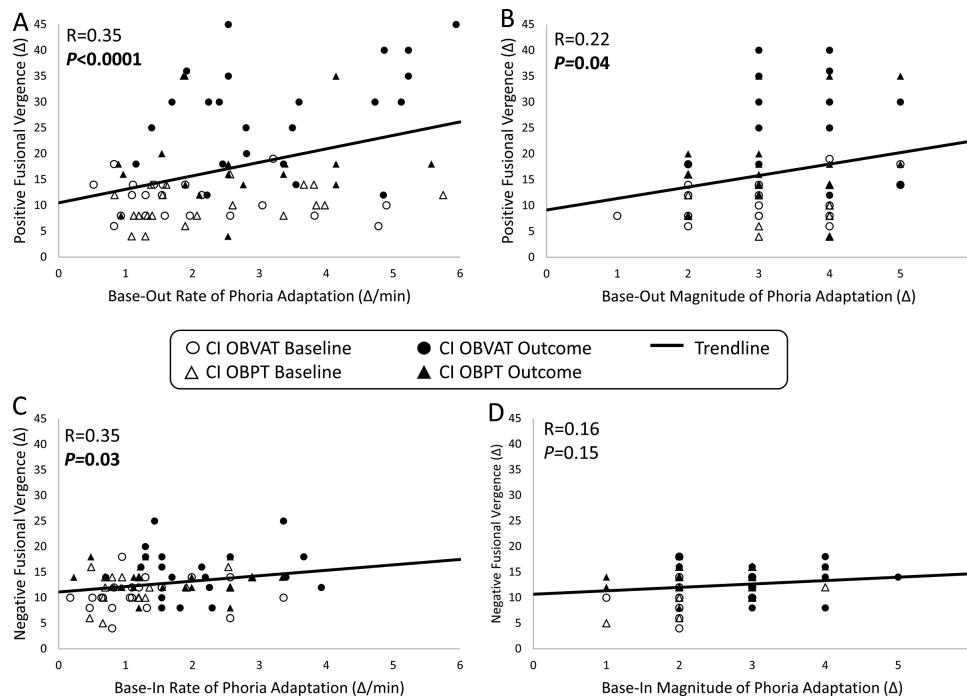 A
R=0.35
P<0.0001
Positive Fusional Vergence (Δ)
45
40
35
30
25
20
15
10
5
0
0 1 2 3 4 5 6
Base-Out Rate of Phoria Adaptation (Δ/min)
B
R=0.22
P=0.04
Positive Fusional Vergence (Δ)
45
40
35
30
25
20
15
10
5
0
0 1 2 3 4 5
Base-Out Magnitude of Phoria Adaptation (Δ)
CI OBVAT Baseline CI OBVAT Outcome Trendline
CI OBPT Baseline CI OBPT Outcome
C
R=0.35
P=0.03
Negative Fusional Vergence (Δ)
45
40
35
30
25
20
15
10
5
0
0 1 2 3 4 5 6
Base-In Rate of Phoria Adaptation (Δ/min)
D
R=0.16
P=0.15
Negative Fusional Vergence (Δ)
45
40
35
30
25
20
15
10
5
0
0 1 2 3 4 5
Base-In Magnitude of Phoria Adaptation (Δ)